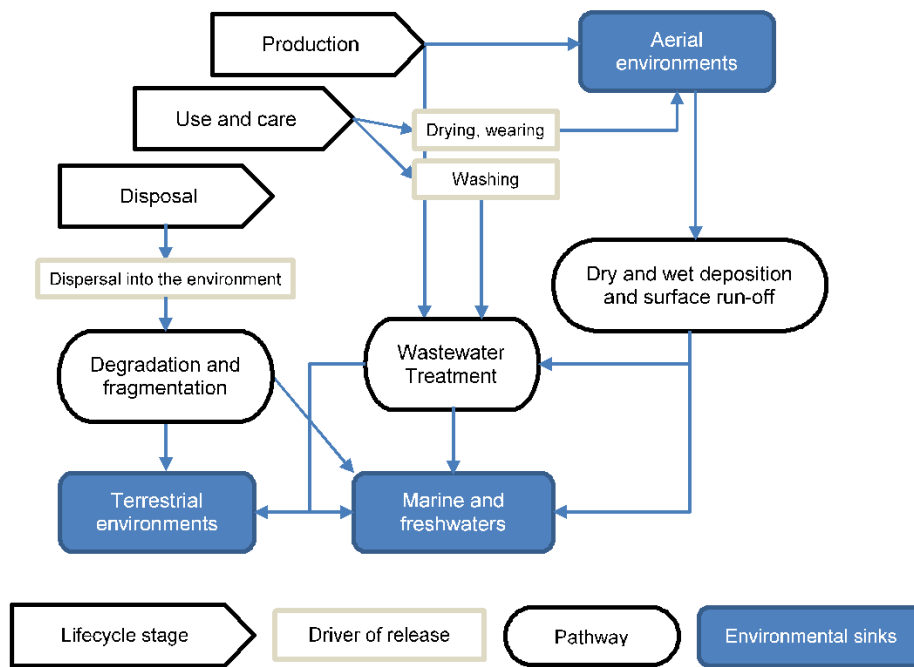 Production
Aerial
environments
Use and care
Drying, wearing
Washing
Disposal
Dispersal into the environment
Dry and wet deposition
and surface run-off
Degradation and
fragmentation
Wastewater
Treatment
Terrestrial
environments
Marine and
freshwaters
Lifecycle stage
Driver of release
Pathway
Environmental sinks